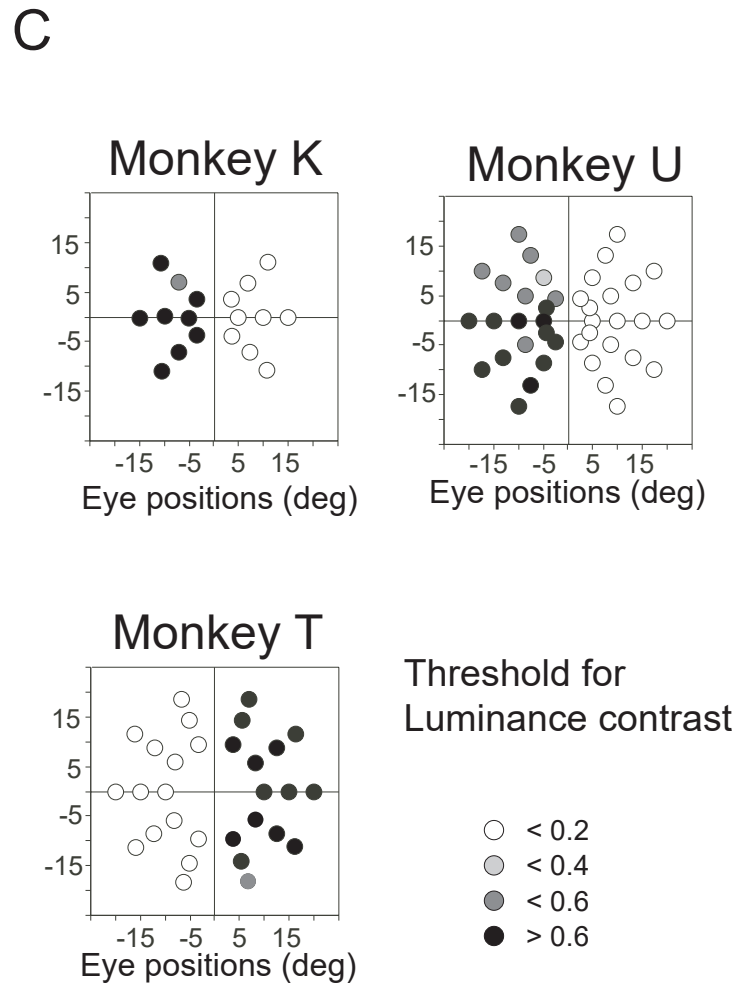 C
Monkey K
15
5
-5
-15
-15 -5 5 15
Eye positions (deg)
Monkey U
15
5
-5
-15
-15 -5 5 15
Eye positions (deg)
Monkey T
15
5
-5
-15
-15 -5 5 15
Eye positions (deg)
Threshold for
Luminance contrast
< 0.2
< 0.4
< 0.6
> 0.6